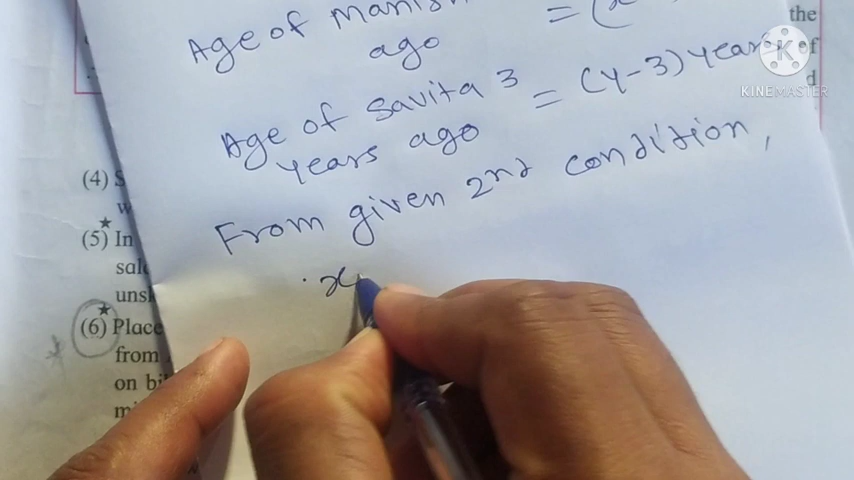 Age of Manish = (x
ago
Age of Savita 3 = (y-3) years
years ago
From given 2nd condition,
x
the
of
d
KINEMASTER
(4) S
w
(5) In
sal
uns
(6) Place
from
on bi
mi